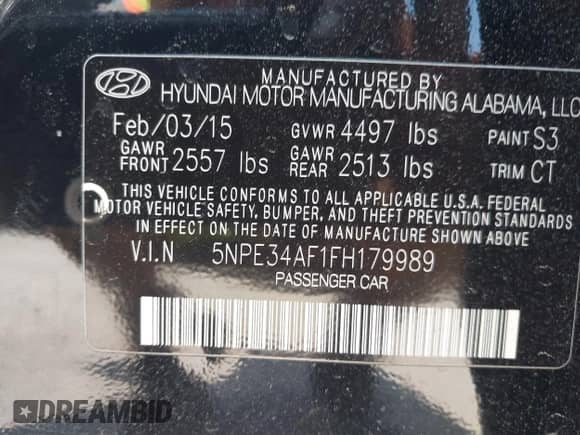 MANUFACTURED BY
HYUNDAI MOTOR MANUFACTURING ALABAMA, LLC
Feb/03/15 GVWR 4497 lbs PAINT S3
GAWR FRONT 2557 lbs GAWR REAR 2513 lbs TRIM CT
THIS VEHICLE CONFORMS TO ALL APPLICABLE U.S.A. FEDERAL
MOTOR VEHICLE SAFETY, BUMPER, AND THEFT PREVENTION STANDARDS
IN EFFECT ON THE DATE OF MANUFACTURE SHOWN ABOVE.
V.I.N 5NPE34AF1FH179989
PASSENGER CAR
DREAMBID